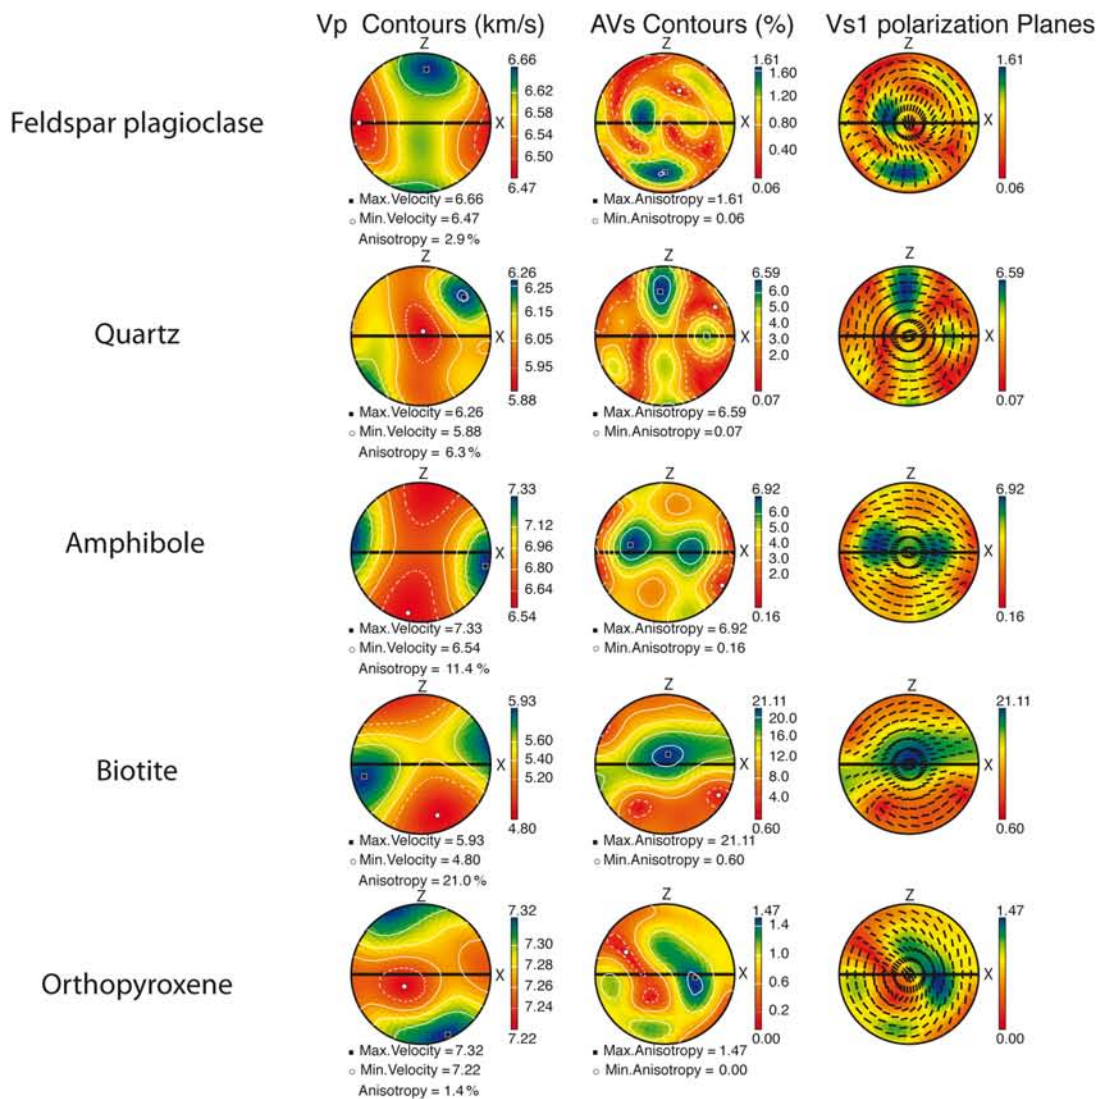 Vp Contours (km/s) AVs Contours (%) Vs1 polarization Planes
Feldspar plagioclase
Z
X
6.66
6.62
6.58
6.54
6.50
6.47
Max.Velocity =6.66
Min.Velocity =6.47
Anisotropy = 2.9 %
Z
X
1.61
1.60
1.20
0.80
0.40
0.06
Max.Anisotropy =1.61
Min.Anisotropy = 0.06
Z
X
1.61
0.06
Quartz
Z
X
6.26
6.25
6.15
6.05
5.95
5.88
Max.Velocity =6.26
Min.Velocity =5.88
Anisotropy = 6.3 %
Z
X
6.59
6.0
5.0
4.0
3.0
2.0
0.07
Max.Anisotropy =6.59
Min.Anisotropy =0.07
Z
X
6.59
0.07
Amphibole
Z
X
7.33
7.12
6.96
6.80
6.64
6.54
Max.Velocity =7.33
Min.Velocity =6.54
Anisotropy = 11.4 %
Z
X
6.92
6.0
5.0
4.0
3.0
2.0
0.16
Max.Anisotropy =6.92
Min.Anisotropy = 0.16
Z
X
6.92
0.16
Biotite
Z
X
5.93
5.60
5.40
5.20
4.80
Max.Velocity =5.93
Min.Velocity =4.80
Anisotropy = 21.0 %
Z
X
21.11
20.0
16.0
12.0
8.0
4.0
0.60
Max.Anisotropy = 21.11
Min.Anisotropy = 0.60
Z
X
21.11
0.60
Orthopyroxene
Z
X
7.32
7.30
7.28
7.26
7.24
7.22
Max.Velocity =7.32
Min.Velocity =7.22
Anisotropy = 1.4 %
Z
X
1.47
1.4
1.0
0.6
0.2
0.00
Max.Anisotropy = 1.47
Min.Anisotropy = 0.00
Z
X
1.47
0.00